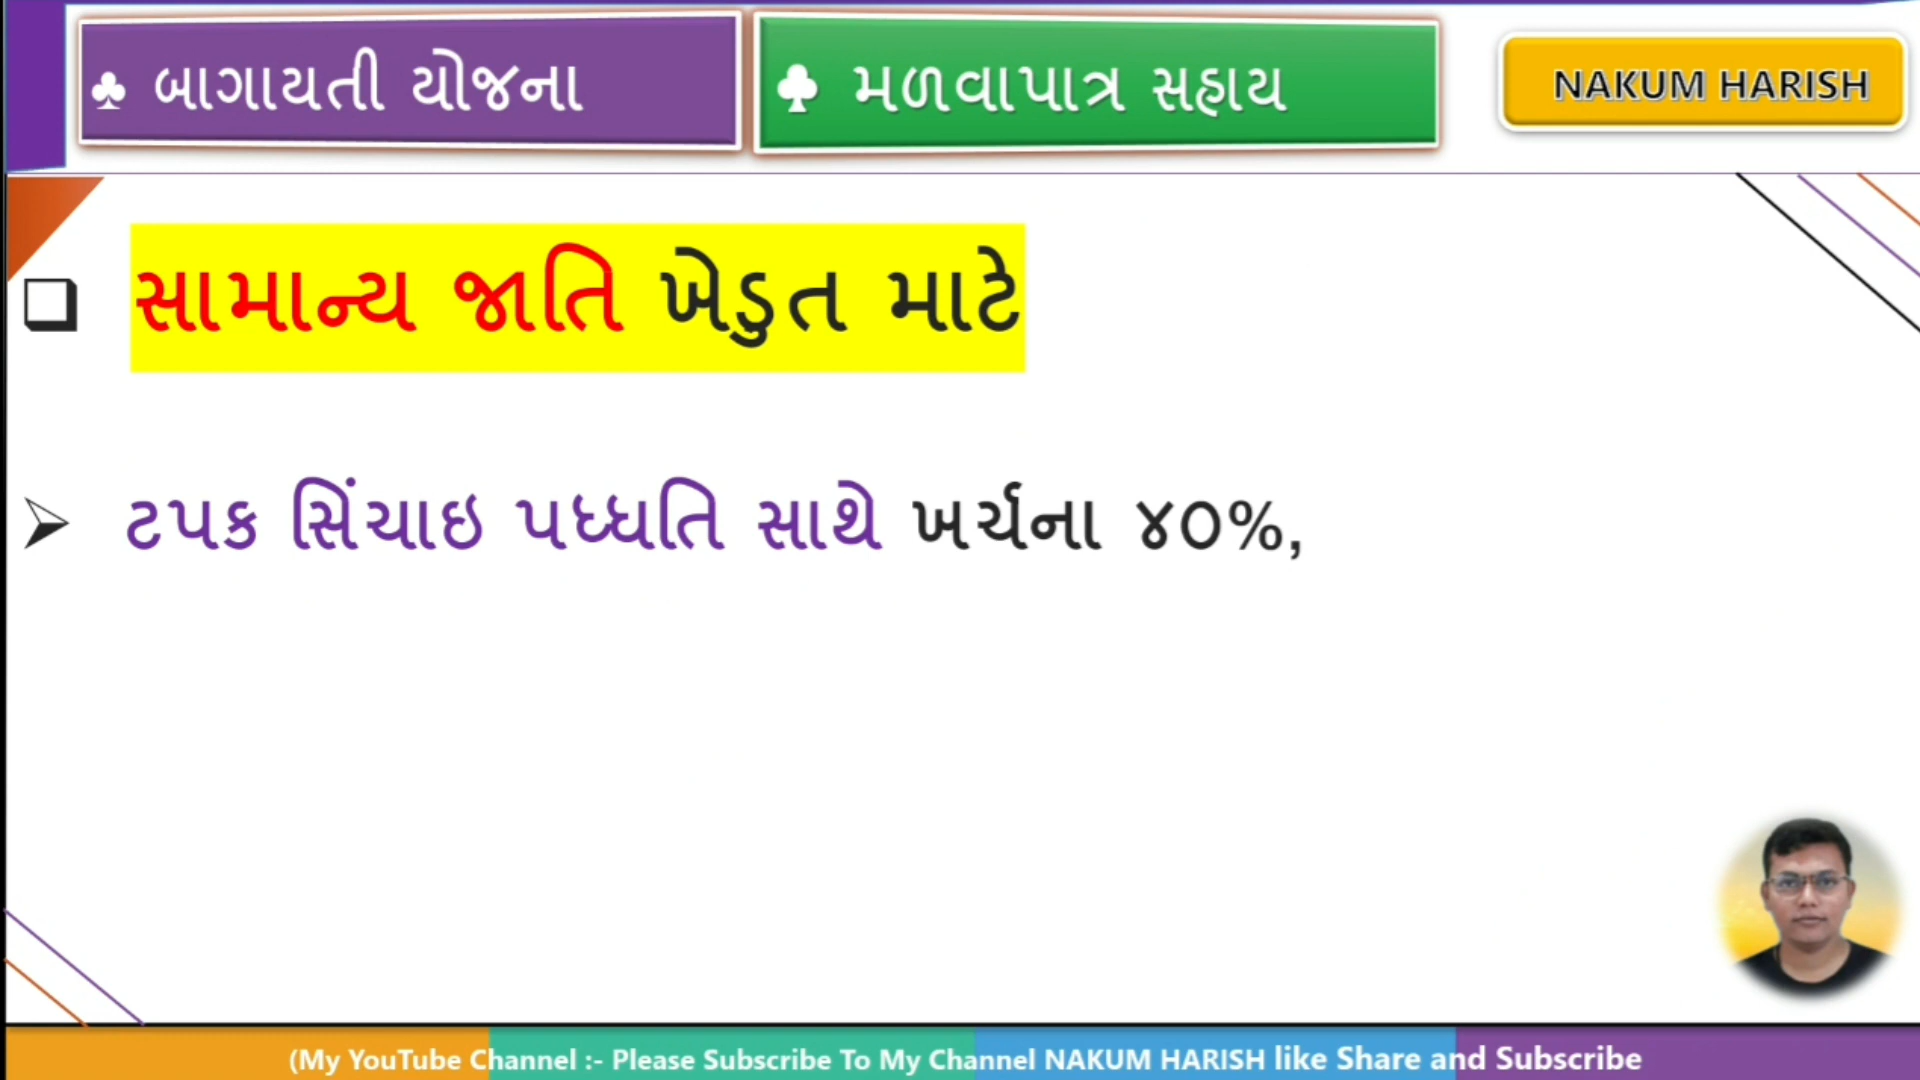 ♣ બાગાયતી યોજના
♣ મળવાપાત્ર સહાય
NAKUM HARISH
❑ સામાન્ય જાતિ ખેડુત માટે
➢ ટપક સિંચાઇ પધ્ધતિ સાથે ખર્ચના ૪૦%,
(My YouTube Channel :- Please Subscribe To My Channel NAKUM HARISH like Share and Subscribe